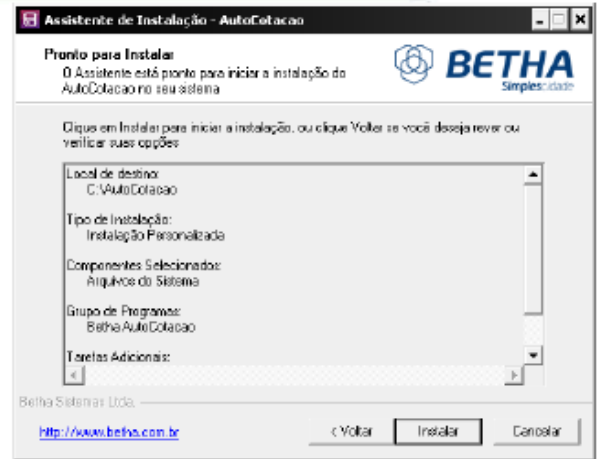 Assistente de Instalação - AutoCotacao
Pronto para Instalar
O Assistente está pronto para iniciar a instalação do
AutoCotacao no seu sistema
BETHA
Simplescidade
Clique em Instalar para iniciar a instalação, ou clique Voltar se você deseja rever ou
verificar suas opções
Local de destino:
C:\AutoCotacao
Tipo de Instalação:
Instalação Personalizada
Componentes Selecionados:
Arquivos do Sistema
Grupo de Programas:
Betha AutoCotacao
Tarefas Adicionais:
Betha Sistemas Ltda.
http://www.betha.com.br
< Voltar
Instalar
Cancelar